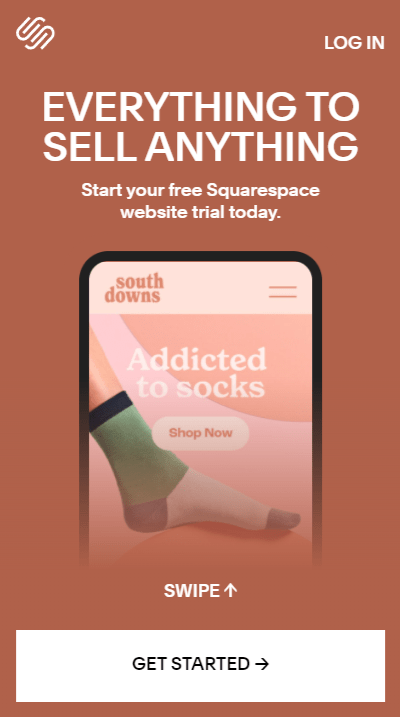 LOG IN
EVERYTHING TO
SELL ANYTHING
Start your free Squarespace
website trial today.
south
downs
Addicted
to socks
Shop Now
SWIPE ↑
GET STARTED →